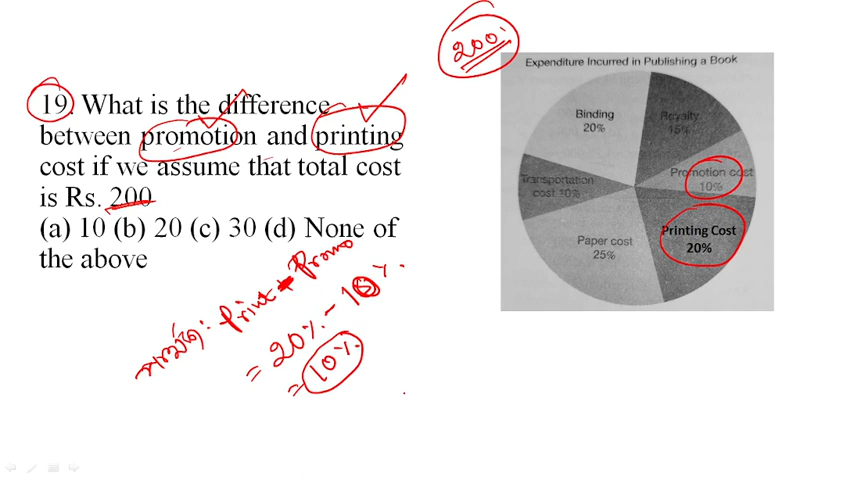 200.
19. What is the difference
between promotion and printing
cost if we assume that total cost
is Rs. 200
(a) 10 (b) 20 (c) 30 (d) None of
the above
Expenditure Incurred in Publishing a Book
Binding
20%
Royalty
15%
Promotion cost
10%
Transportation
cost 10%
Printing Cost
20%
Paper cost
25%
Print - Promo
= 20% - 10%.
= 10%